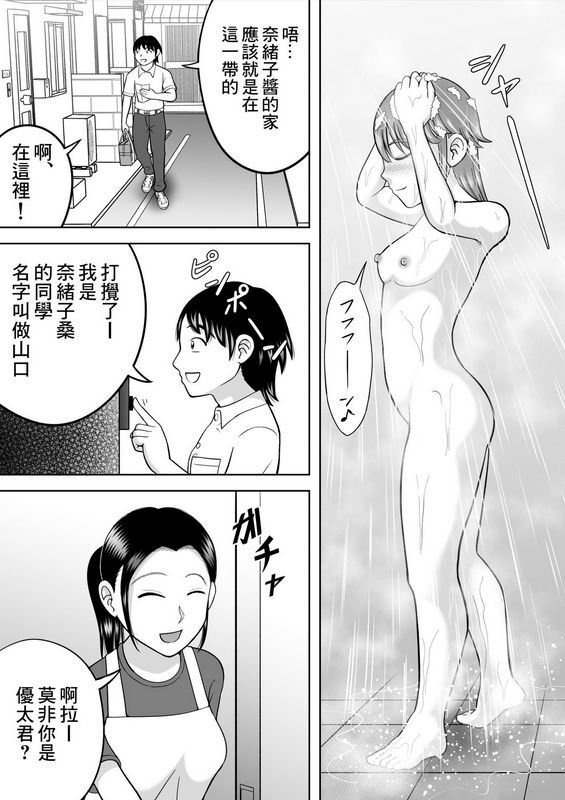 唔…
奈緒子醬的家
應該就是在
這一帶的
啊、
在這裡！
フフフーン♪
ピンポーン
打攪了ー
我是
奈緒子桑
的同學
名字叫做山口
ガチャ
啊拉ー
莫非你是
優太君？